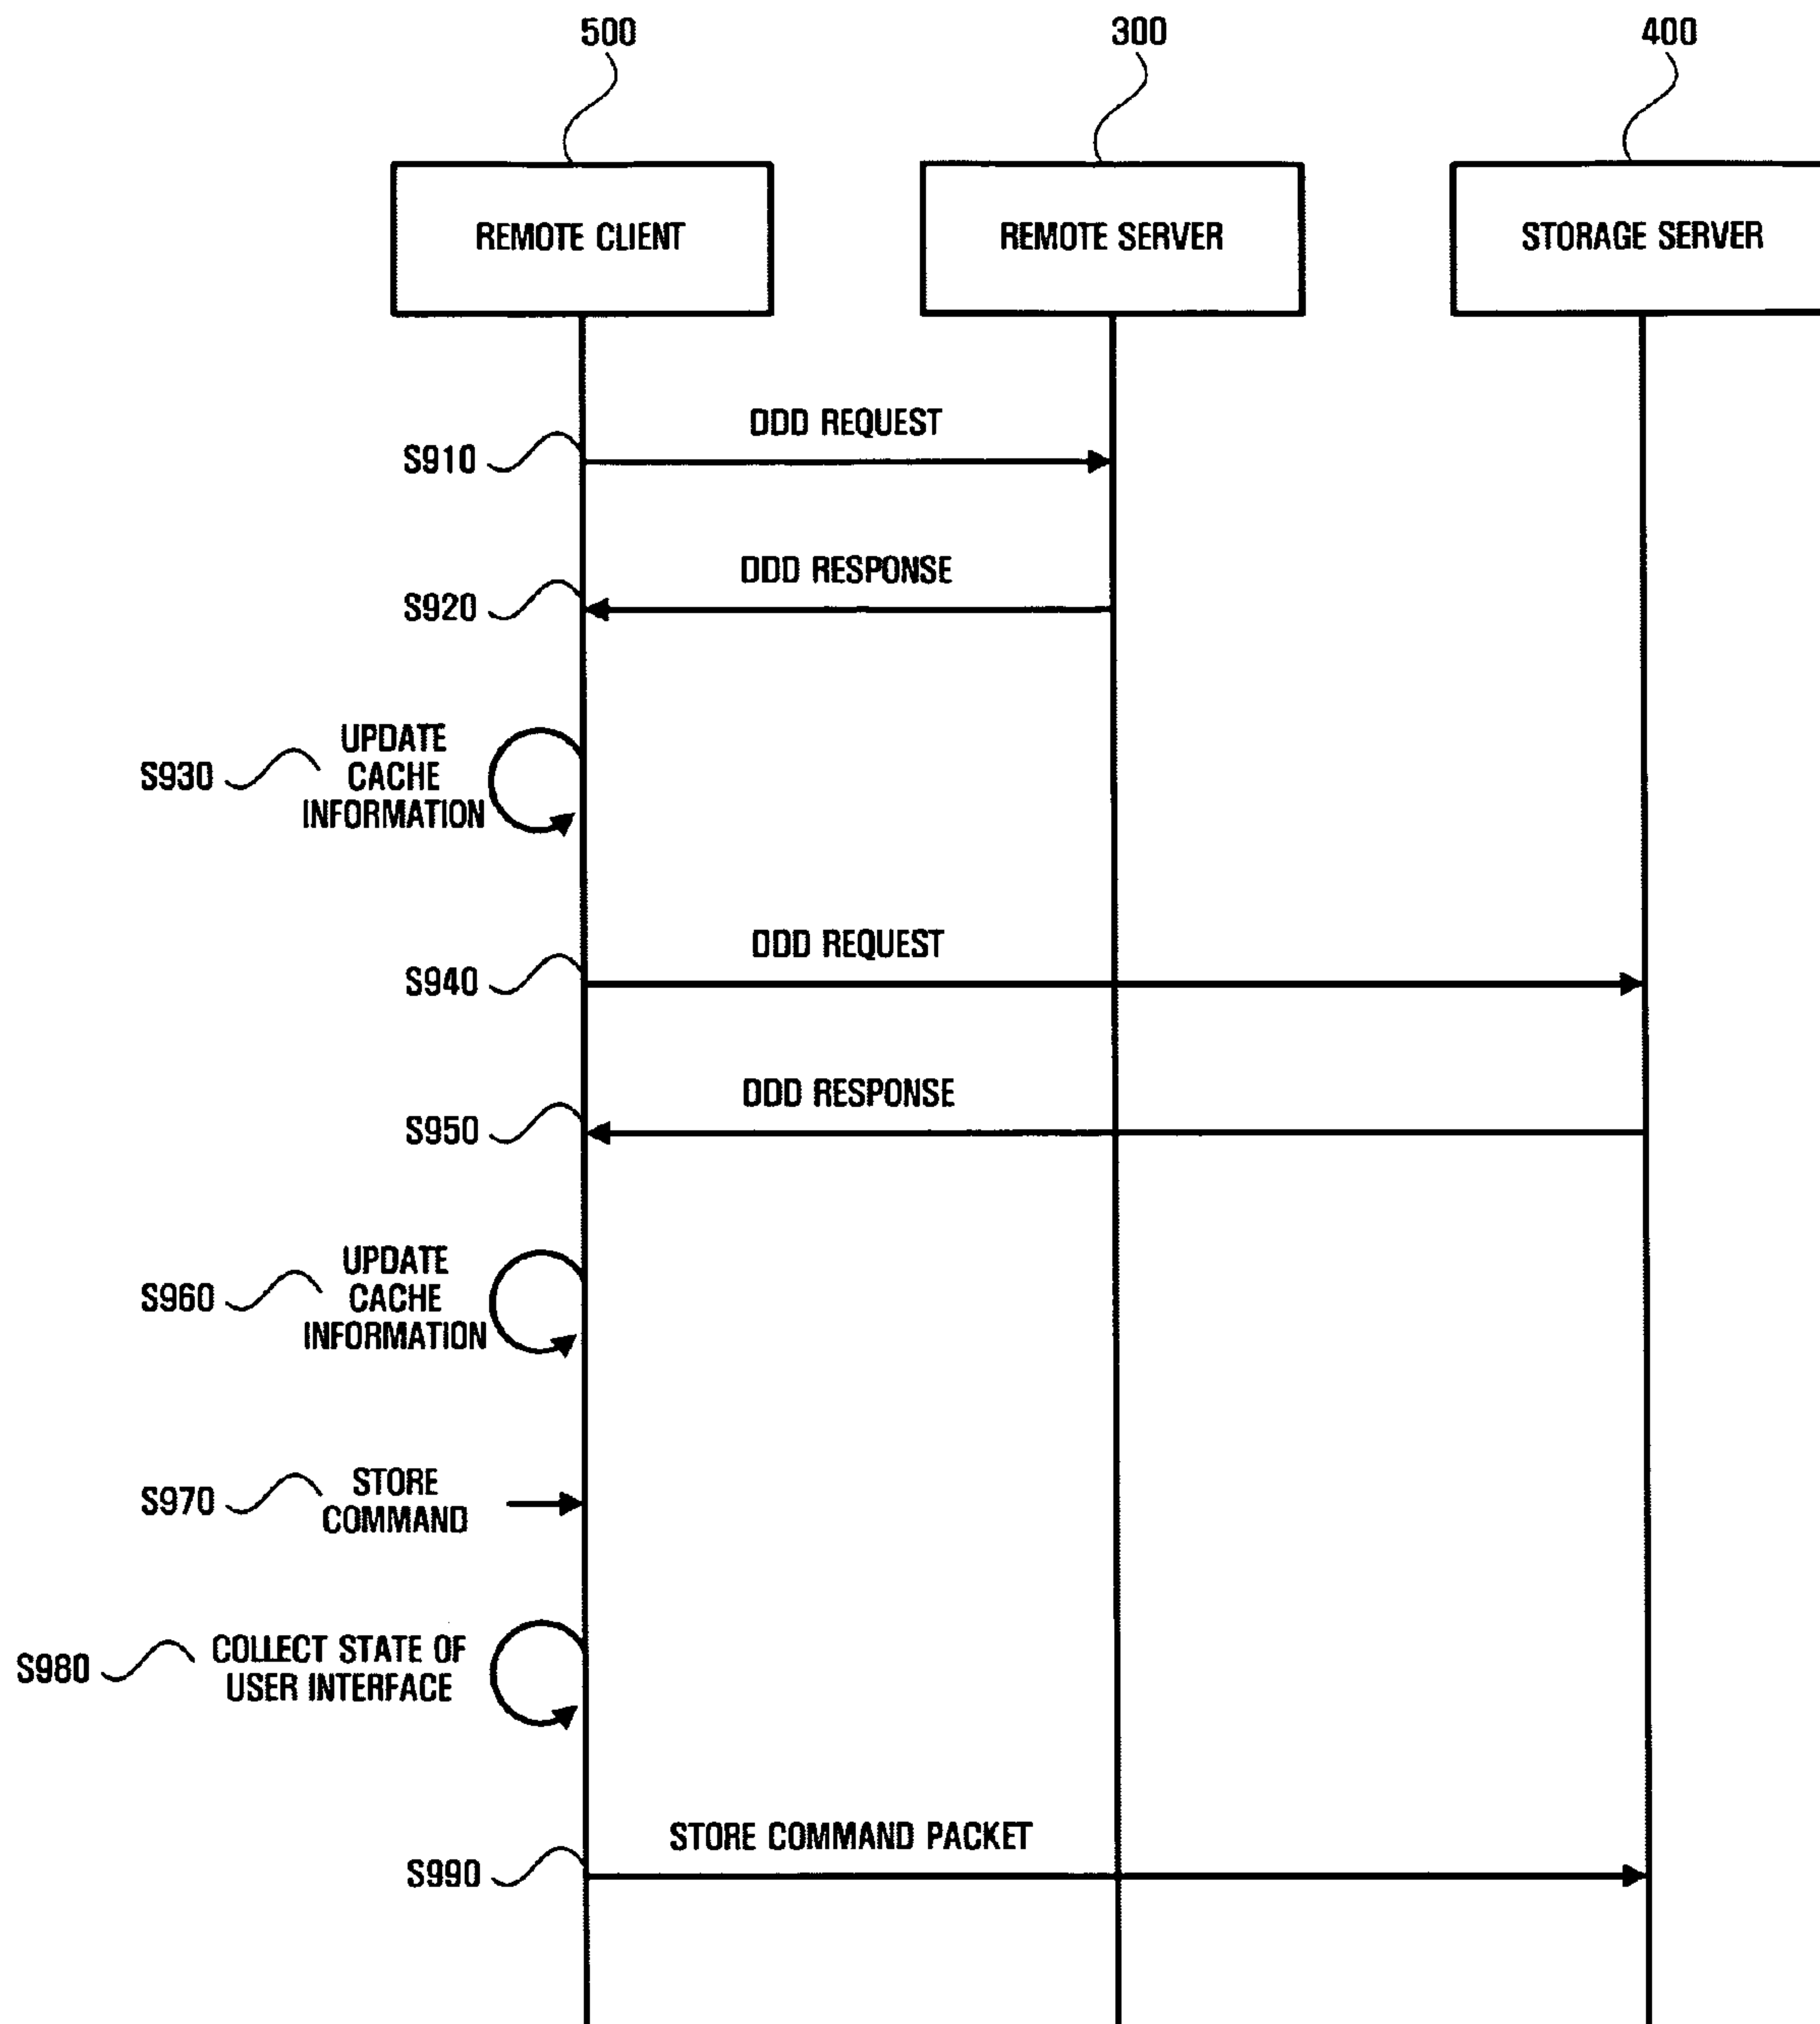 500
300
400
REMOTE CLIENT
REMOTE SERVER
STORAGE SERVER
DDD REQUEST
S910
DDD RESPONSE
S920
UPDATE
S930
CACHE
INFORMATION
DDD REQUEST
S940
DDD RESPONSE
S950
UPDATE
S960
CACHE
INFORMATION
STORE
S970
COMMAND
COLLECT STATE OF
S980
USER INTERFACE
STORE COMMAND PACKET
S990